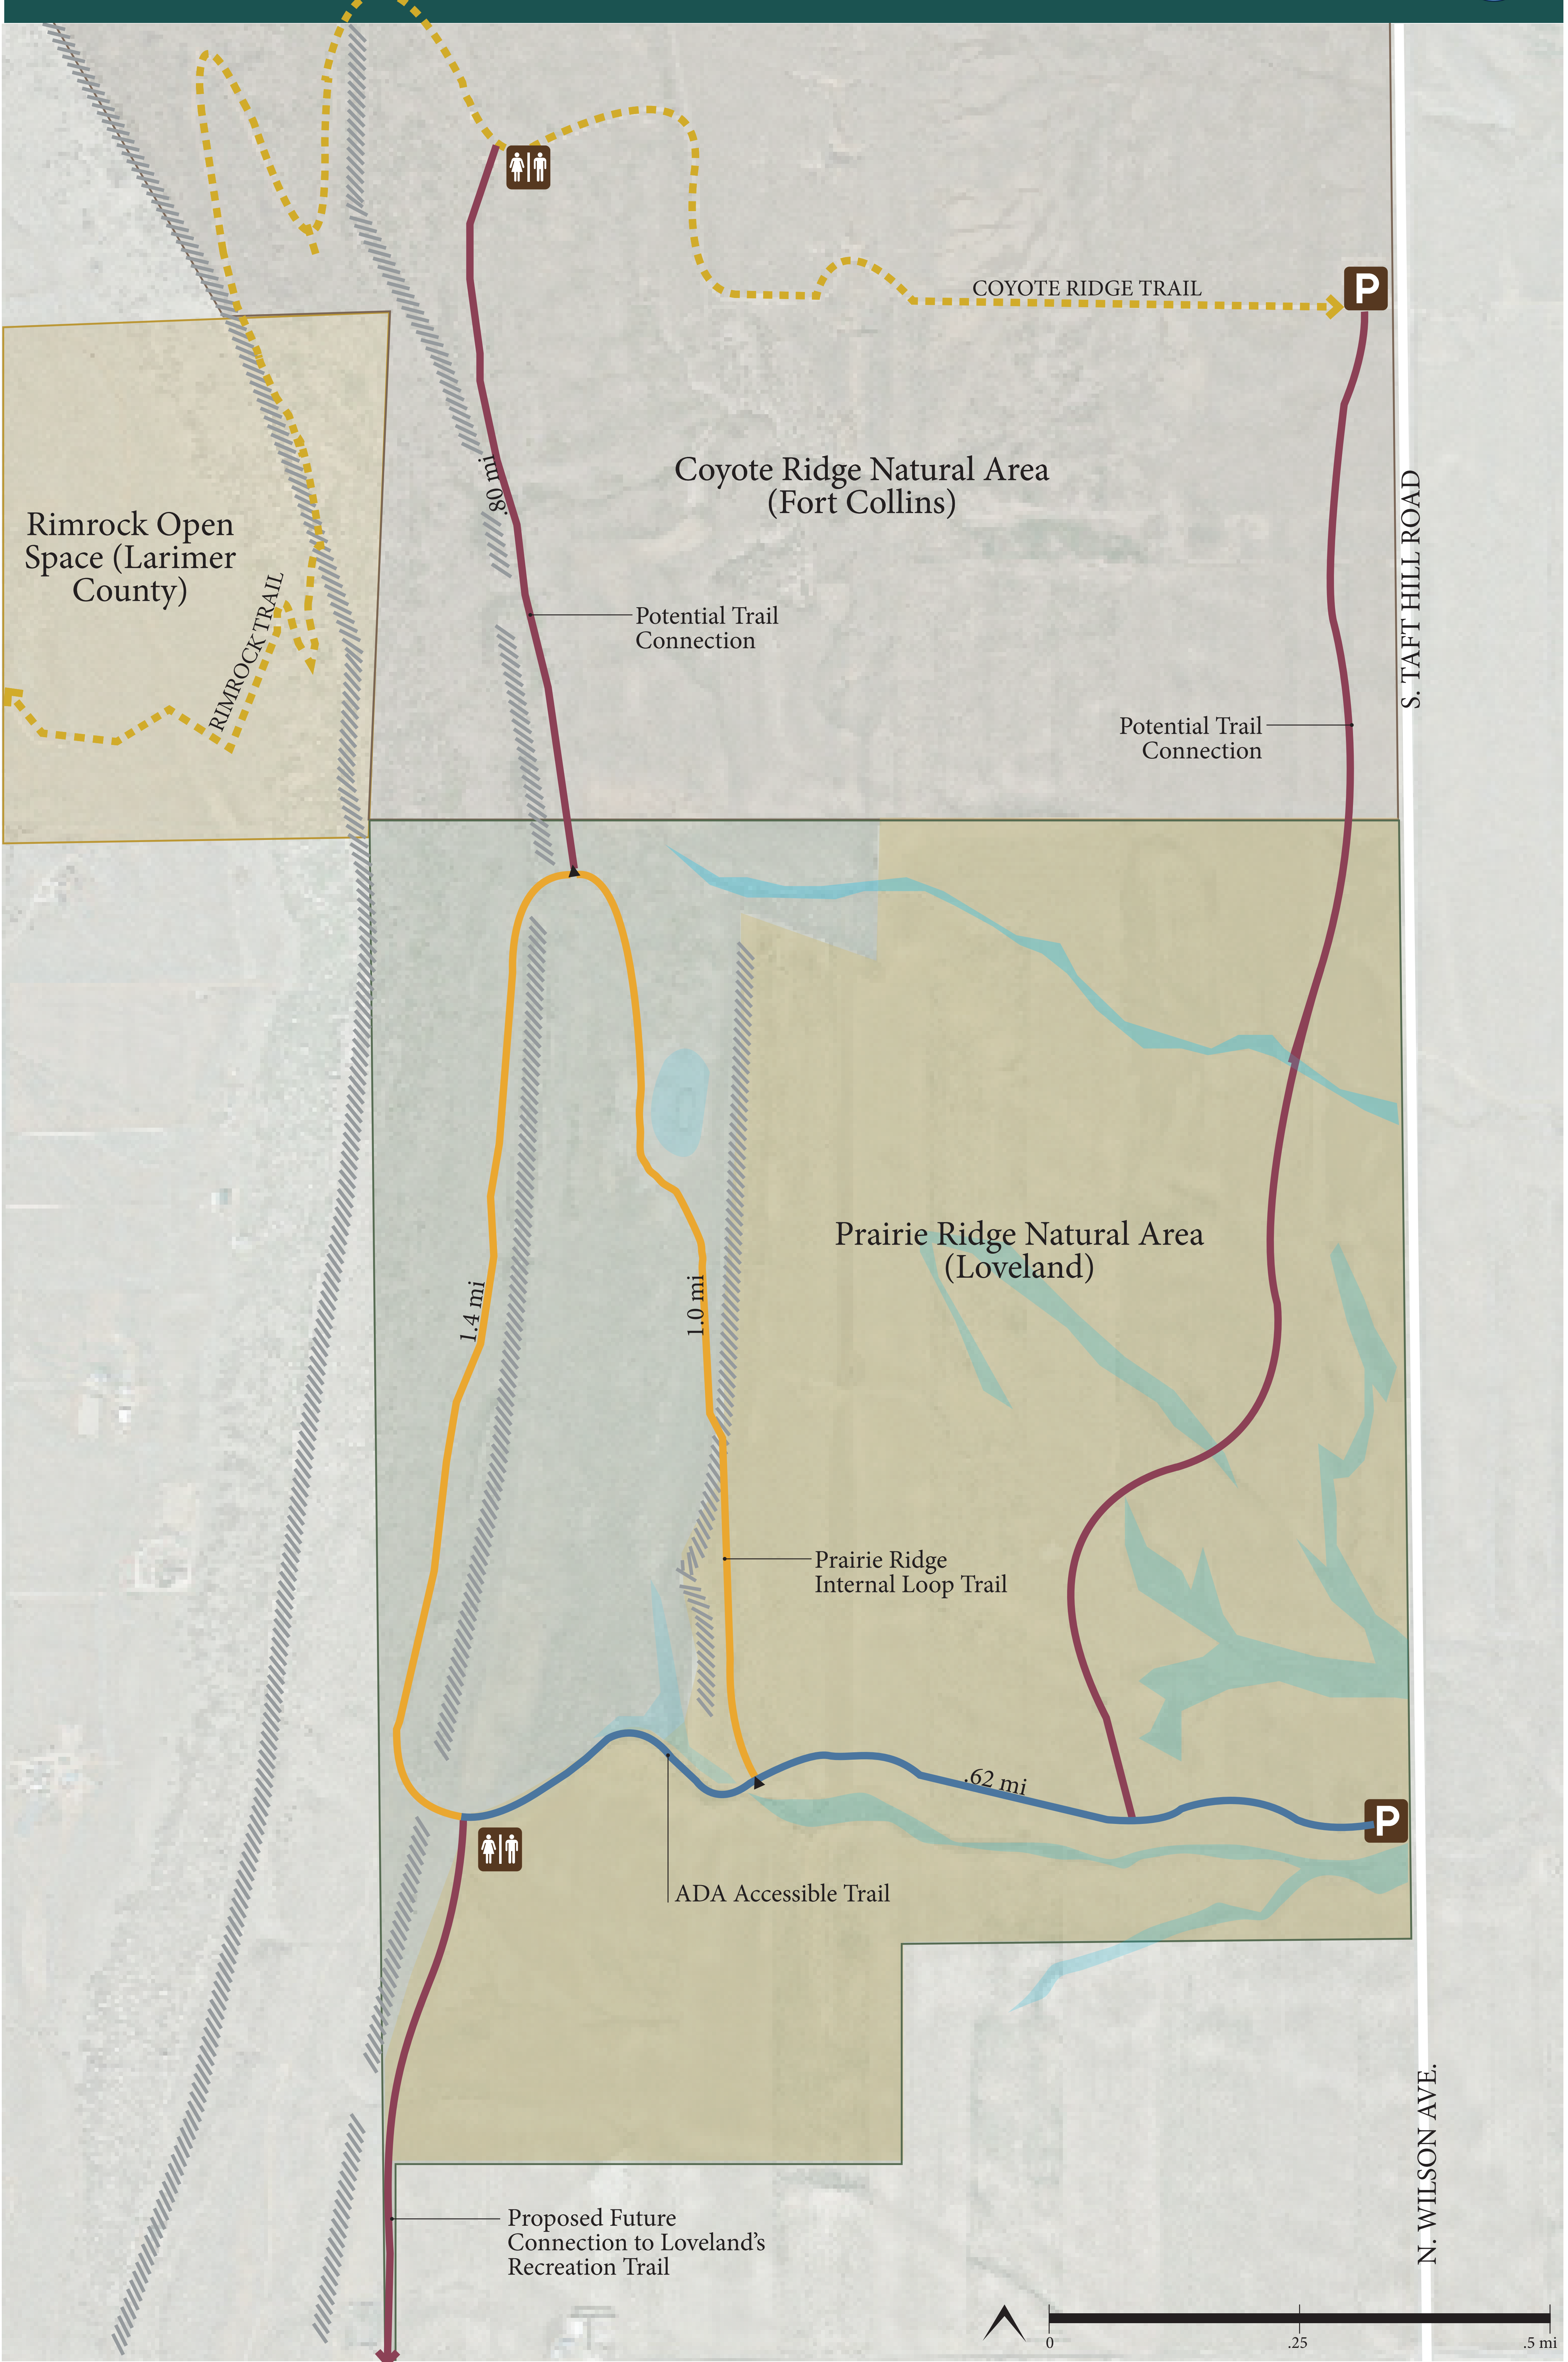 P
COYOTE RIDGE TRAIL
Coyote Ridge Natural Area
(Fort Collins)
.80 mi
S. TAFT HILL ROAD
Rimrock Open
Space (Larimer
County)
RIMROCK TRAIL
Potential Trail
Connection
Potential Trail
Connection
Prairie Ridge Natural Area
(Loveland)
1.4 mi
1.0 mi
Prairie Ridge
Internal Loop Trail
.62 mi
P
ADA Accessible Trail
N. WILSON AVE.
Proposed Future
Connection to Loveland's
Recreation Trail
0 .25 .5 mi